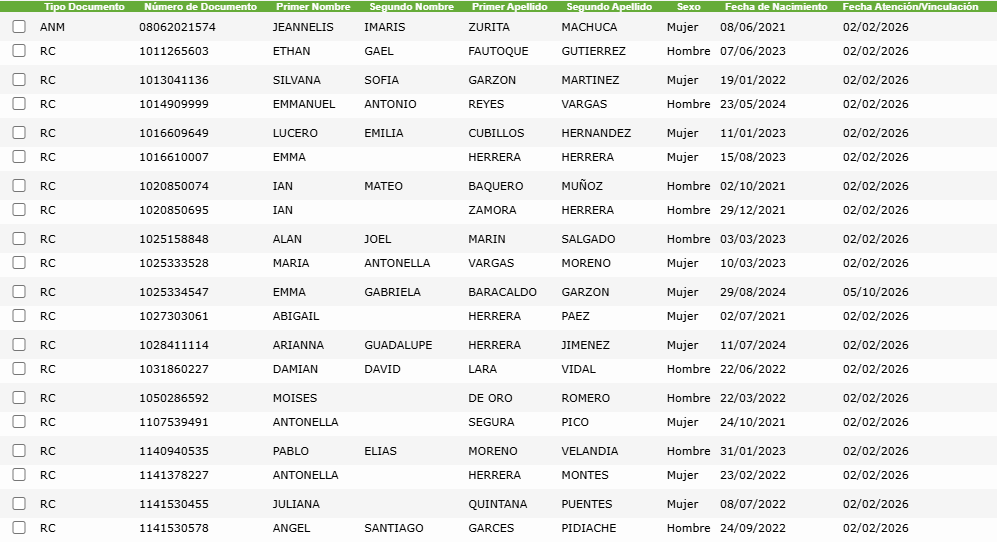 Tipo Documento Número de Documento Primer Nombre Segundo Nombre Primer Apellido Segundo Apellido Sexo Fecha de Nacimiento Fecha Atención/Vinculación
ANM 08062021574 JEANNELIS IMARIS ZURITA MACHUCA Mujer 08/06/2021 02/02/2026
RC 1011265603 ETHAN GAEL FAUTOQUE GUTIERREZ Hombre 07/06/2023 02/02/2026
RC 1013041136 SILVANA SOFIA GARZON MARTINEZ Mujer 19/01/2022 02/02/2026
RC 1014909999 EMMANUEL ANTONIO REYES VARGAS Hombre 23/05/2024 02/02/2026
RC 1016609649 LUCERO EMILIA CUBILLOS HERNANDEZ Mujer 11/01/2023 02/02/2026
RC 1016610007 EMMA HERRERA HERRERA Mujer 15/08/2023 02/02/2026
RC 1020850074 IAN MATEO BAQUERO MUÑOZ Hombre 02/10/2021 02/02/2026
RC 1020850695 IAN ZAMORA HERRERA Hombre 29/12/2021 02/02/2026
RC 1025158848 ALAN JOEL MARIN SALGADO Hombre 03/03/2023 02/02/2026
RC 1025333528 MARIA ANTONELLA VARGAS MORENO Mujer 10/03/2023 02/02/2026
RC 1025334547 EMMA GABRIELA BARACALDO GARZON Mujer 29/08/2024 05/10/2026
RC 1027303061 ABIGAIL HERRERA PAEZ Mujer 02/07/2021 02/02/2026
RC 1028411114 ARIANNA GUADALUPE HERRERA JIMENEZ Mujer 11/07/2024 02/02/2026
RC 1031860227 DAMIAN DAVID LARA VIDAL Hombre 22/06/2022 02/02/2026
RC 1050286592 MOISES DE ORO ROMERO Hombre 22/03/2022 02/02/2026
RC 1107539491 ANTONELLA SEGURA PICO Mujer 24/10/2021 02/02/2026
RC 1140940535 PABLO ELIAS MORENO VELANDIA Hombre 31/01/2023 02/02/2026
RC 1141378227 ANTONELLA HERRERA MONTES Mujer 23/02/2022 02/02/2026
RC 1141530455 JULIANA QUINTANA PUENTES Mujer 08/07/2022 02/02/2026
RC 1141530578 ANGEL SANTIAGO GARCES PIDIACHE Hombre 24/09/2022 02/02/2026